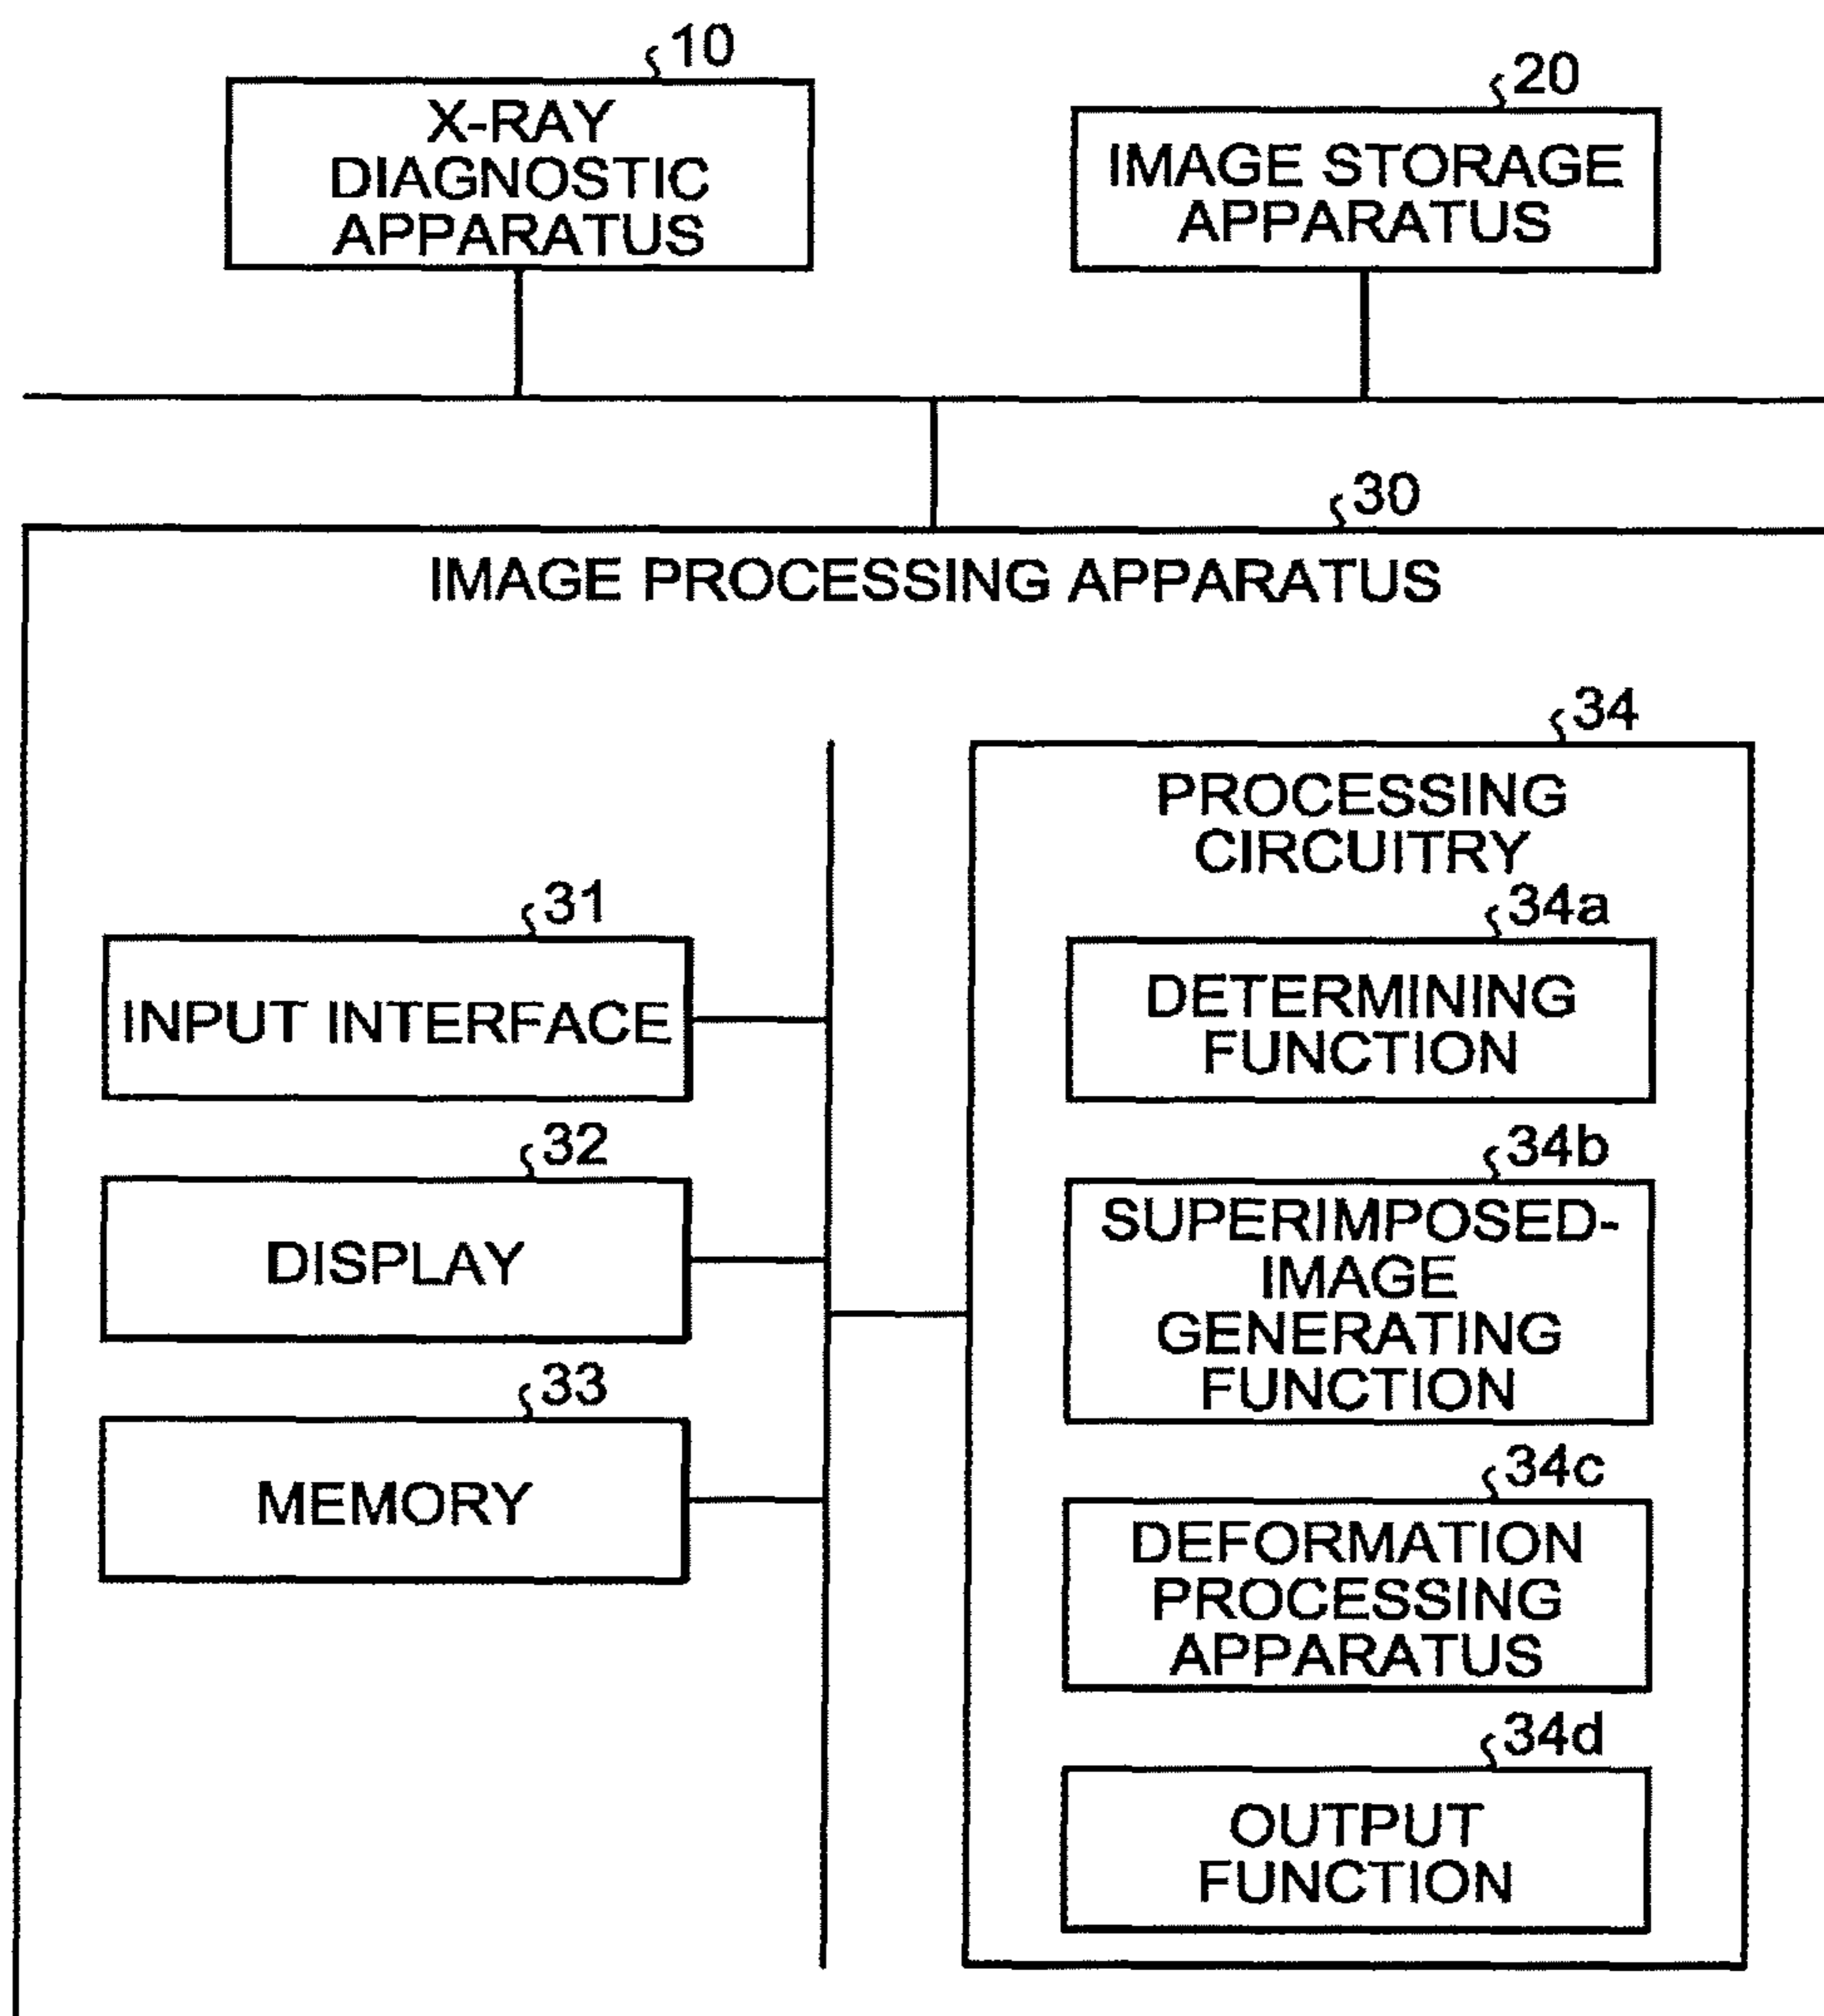 10
X-RAY
DIAGNOSTIC
APPARATUS
20
IMAGE STORAGE
APPARATUS
30
IMAGE PROCESSING APPARATUS
31
INPUT INTERFACE
32
DISPLAY
33
MEMORY
34
PROCESSING
CIRCUITRY
34a
DETERMINING
FUNCTION
34b
SUPERIMPOSED-
IMAGE
GENERATING
FUNCTION
34c
DEFORMATION
PROCESSING
APPARATUS
34d
OUTPUT
FUNCTION